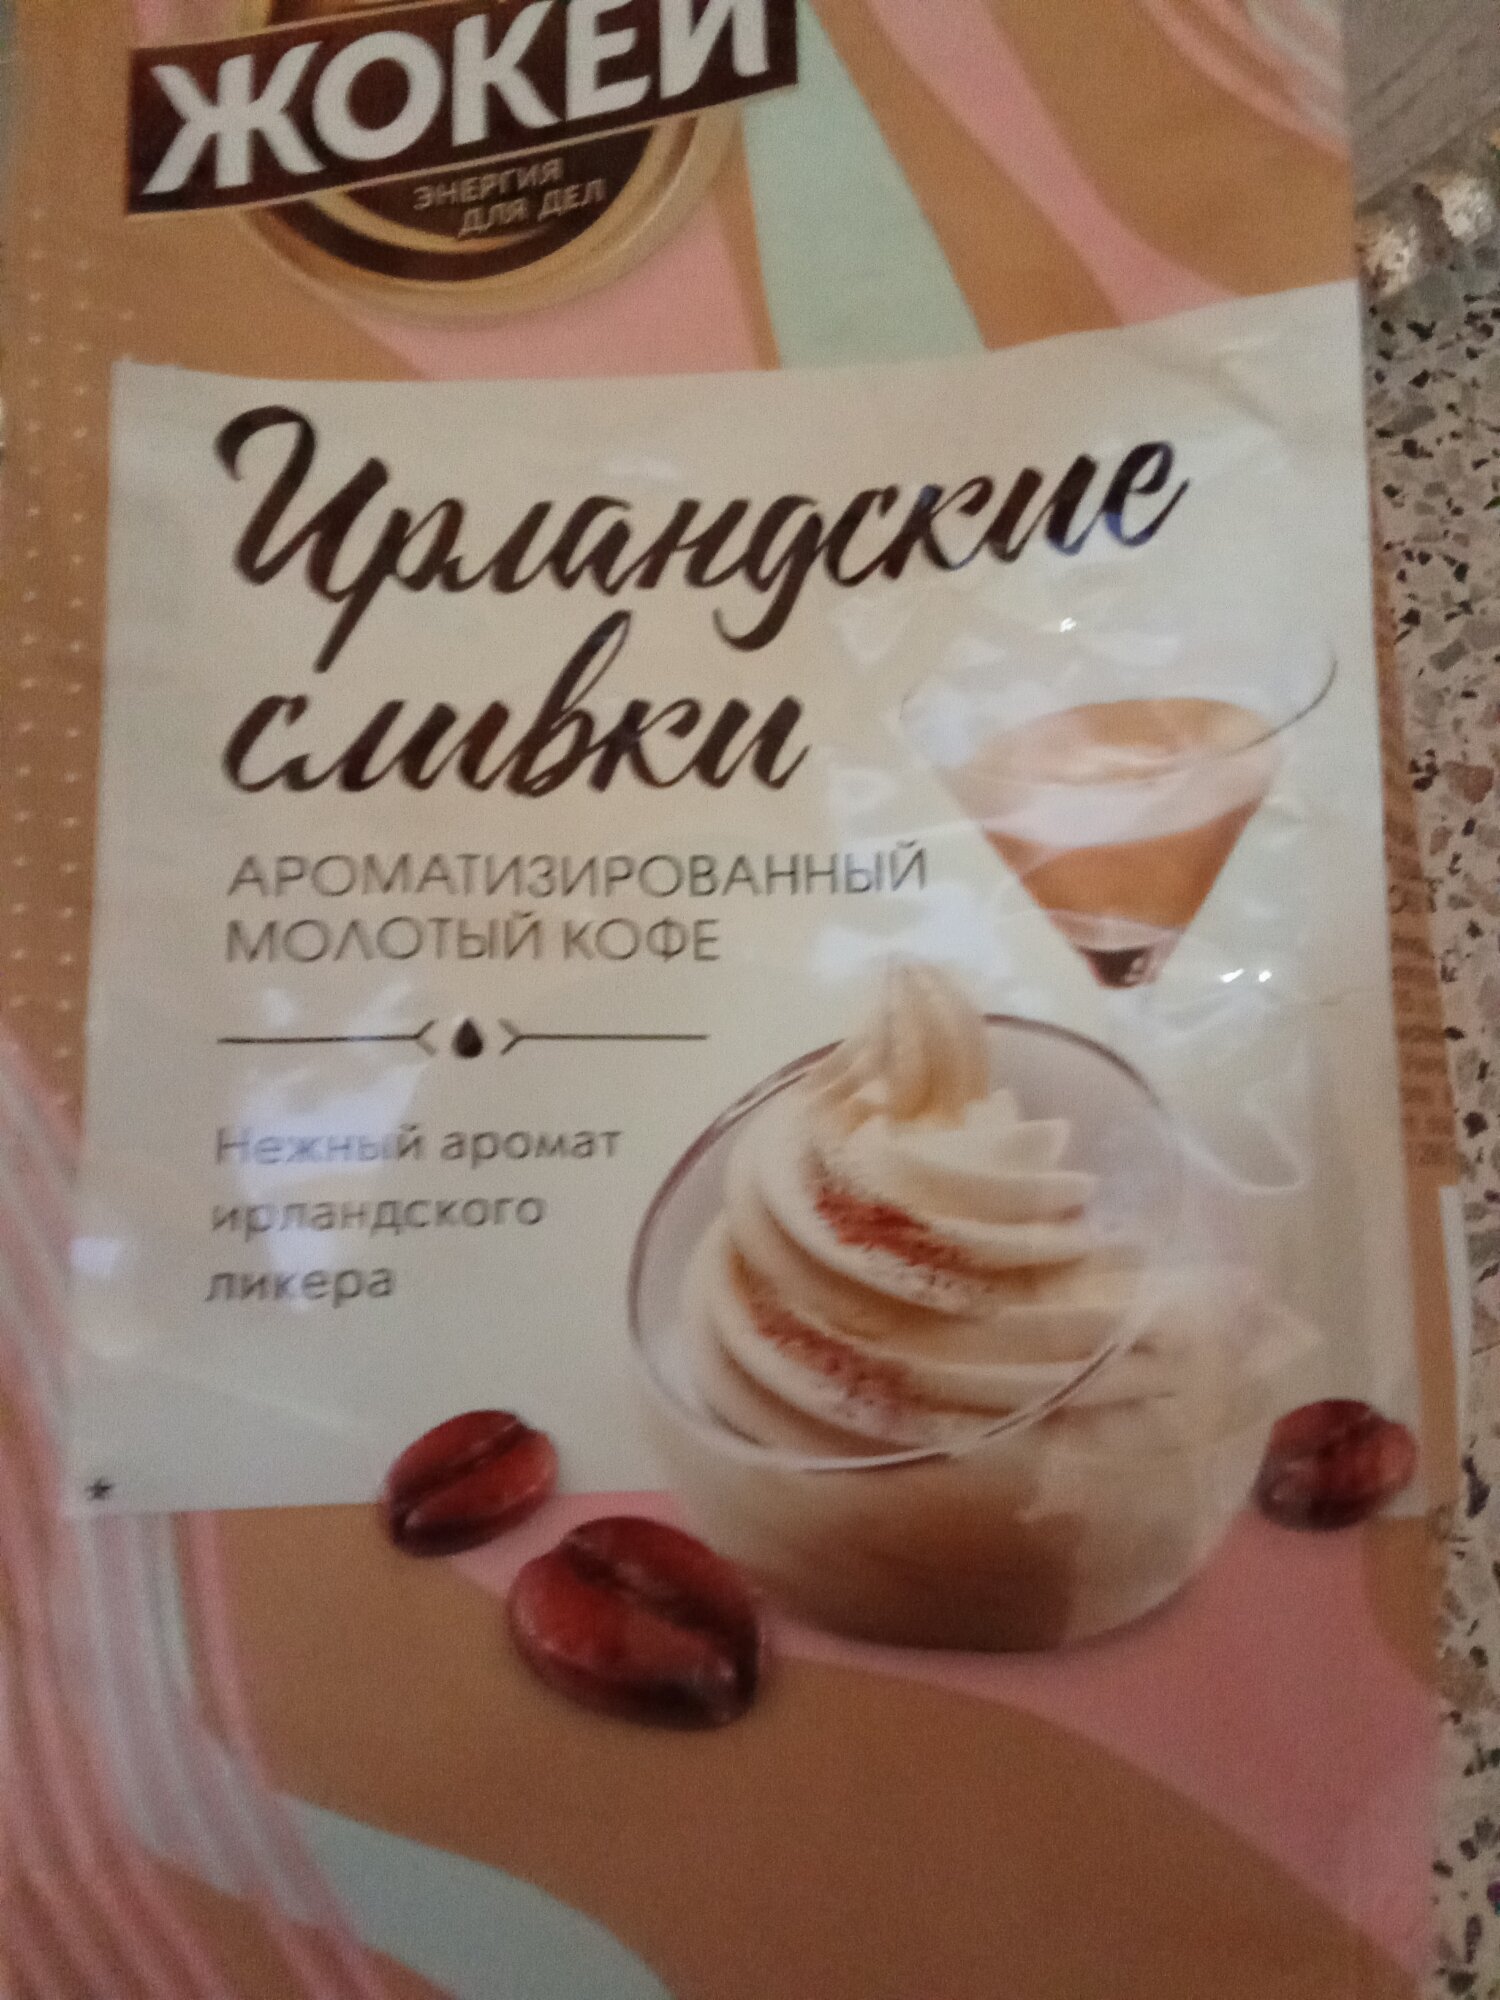 ЖОКЕЙ
ЭНЕРГИЯ
ДЛЯ ДЕЛ
Ирландские
сливки
АРОМАТИЗИРОВАННЫЙ
МОЛОТЫЙ КОФЕ
Нежный аромат
ирландского
ликера
*